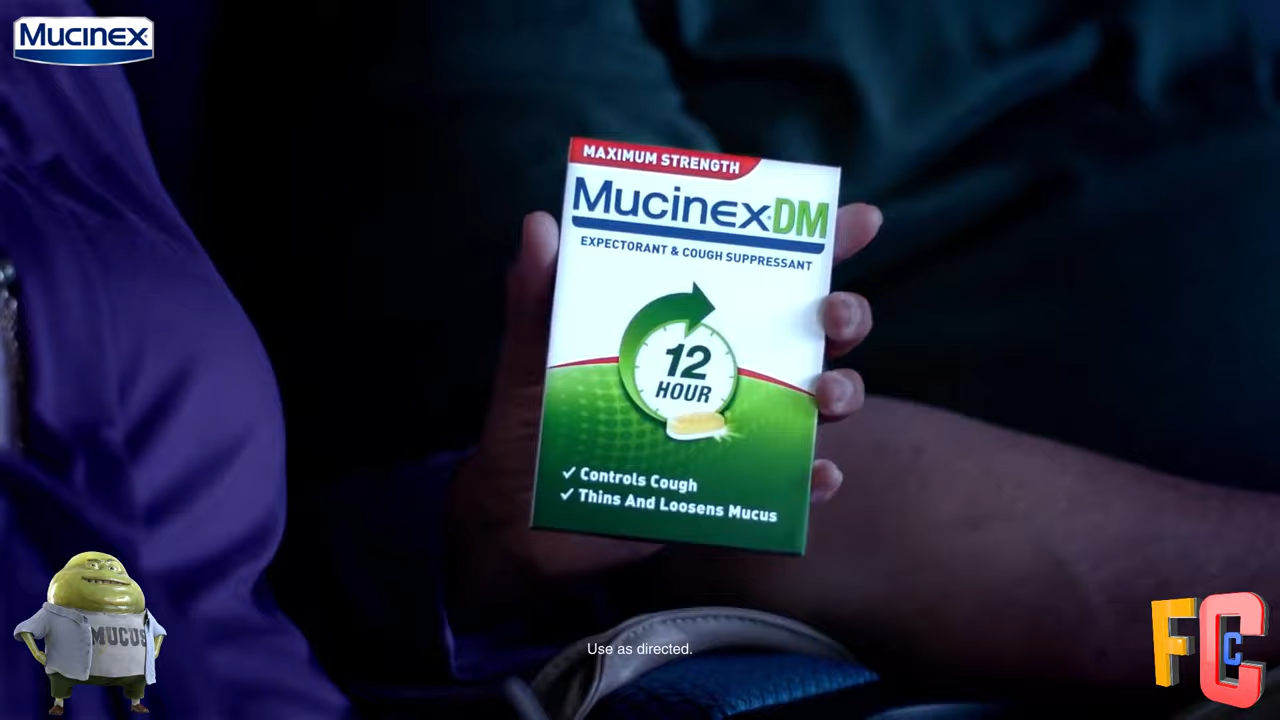 Mucinex
MAXIMUM STRENGTH
Mucinex DM
EXPECTORANT & COUGH SUPPRESSANT
12
HOUR
✓ Controls Cough
✓ Thins And Loosens Mucus
MUCUS
Use as directed.
FCC